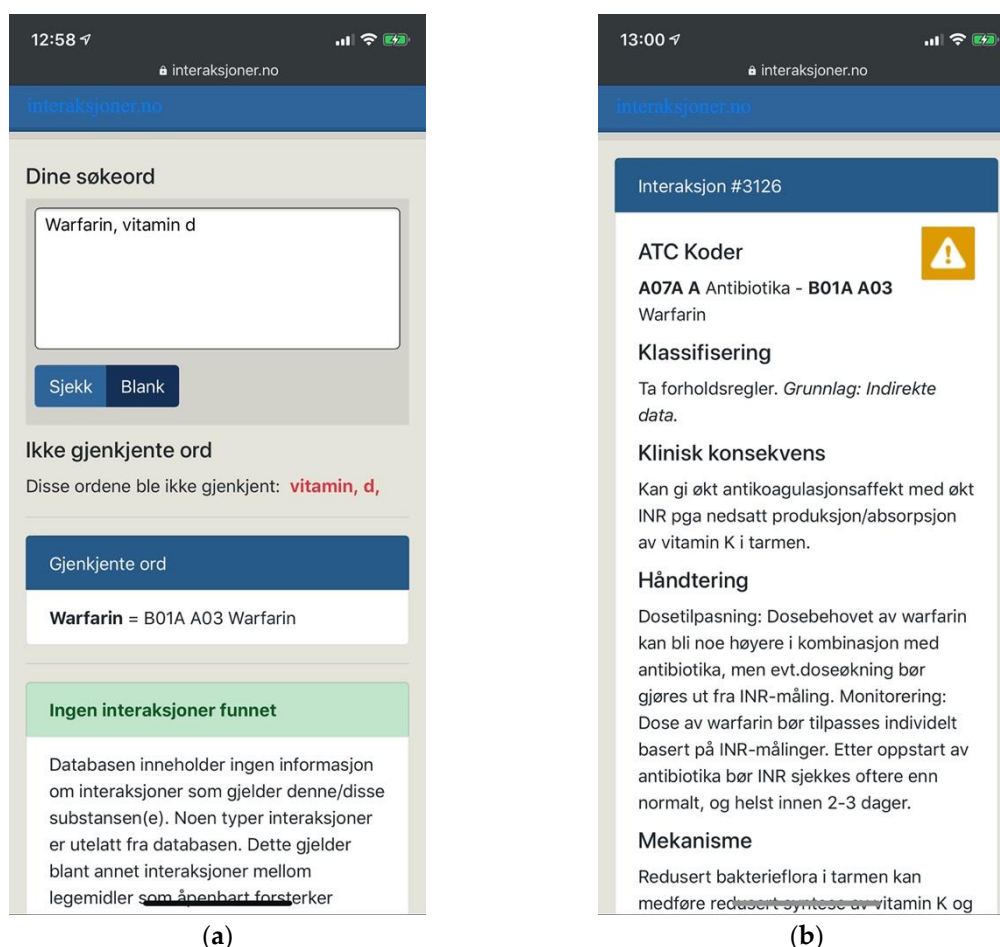 12:58
interaksjoner.no
interaksjoner.no
Dine søkeord
Warfarin, vitamin d
Sjekk Blank
Ikke gjenkjente ord
Disse ordene ble ikke gjenkjent: vitamin, d,
Gjenkjente ord
Warfarin = B01A A03 Warfarin
Ingen interaksjoner funnet
Databasen inneholder ingen informasjon
om interaksjoner som gjelder denne/disse
substansen(e). Noen typer interaksjoner
er utelatt fra databasen. Dette gjelder
blant annet interaksjoner mellom
legemidler som åpenbart forsterker
(a)
13:00
interaksjoner.no
interaksjoner.no
Interaksjon #3126
ATC Koder
A07A A Antibiotika - B01A A03
Warfarin
Klassifisering
Ta forholdsregler. Grunnlag: Indirekte
data.
Klinisk konsekvens
Kan gi økt antikoagulasjonsaffekt med økt
INR pga nedsatt produksjon/absorpsjon
av vitamin K i tarmen.
Håndtering
Dosetilpasning: Dosebehovet av warfarin
kan bli noe høyere i kombinasjon med
antibiotika, men evt.doseøkning bør
gjøres ut fra INR-måling. Monitorering:
Dose av warfarin bør tilpasses individelt
basert på INR-målinger. Etter oppstart av
antibiotika bør INR sjekkes oftere enn
normalt, og helst innen 2-3 dager.
Mekanisme
Redusert bakterieflora i tarmen kan
medføre redusert syntese av vitamin K og
(b)